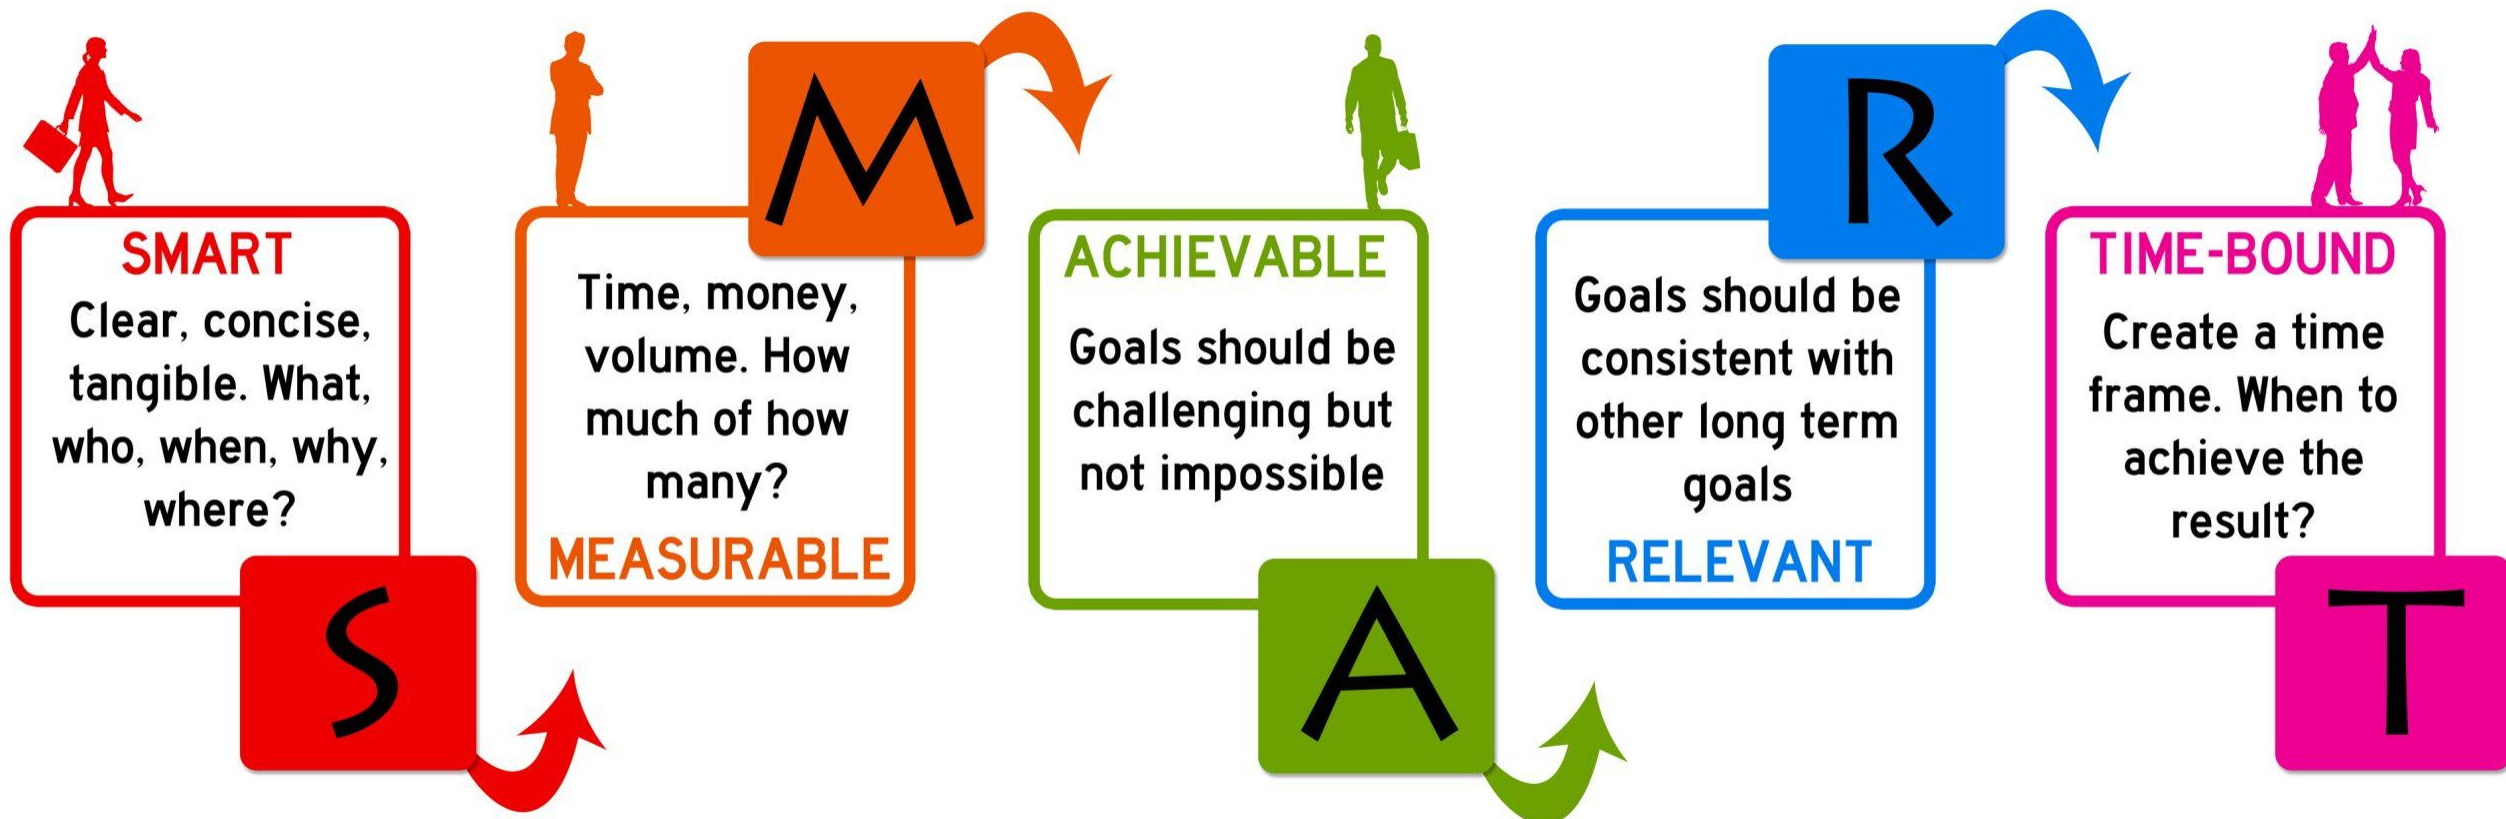 SMART
Clear, concise,
tangible. What,
who, when, why,
where?
S
M
Time, money,
volume. How
much of how
many?
MEASURABLE
ACHIEVABLE
Goals should be
challenging but
not impossible
A
R
Goals should be
consistent with
other long term
goals
RELEVANT
TIME-BOUND
Create a time
frame. When to
achieve the
result?
T